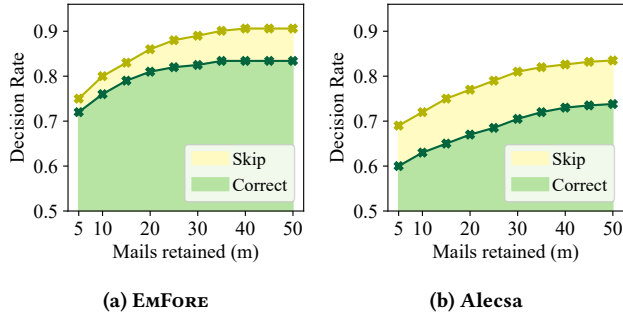 Decision Rate
0.9
0.8
0.7
0.6
0.5
Skip
Correct
5 10 20 30 40 50
Mails retained (m)
(a) EMFORE
Decision Rate
0.9
0.8
0.7
0.6
0.5
Skip
Correct
5 10 20 30 40 50
Mails retained (m)
(b) Alecsa